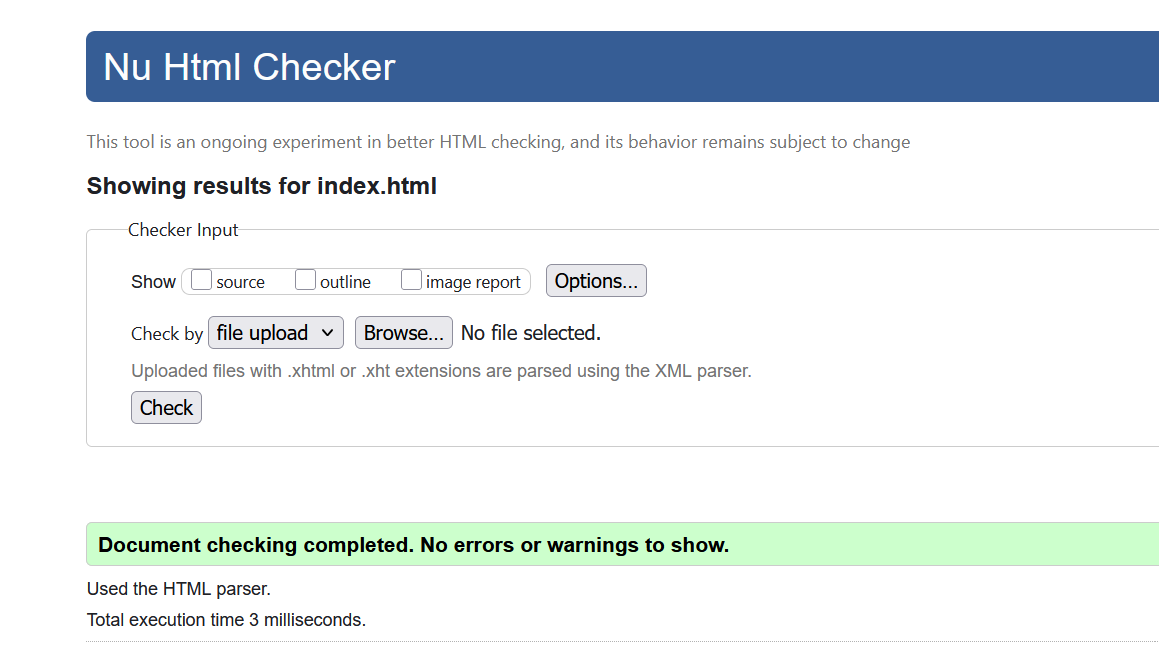 Nu Html Checker
This tool is an ongoing experiment in better HTML checking, and its behavior remains subject to change
Showing results for index.html
Checker Input
Show source outline image report Options...
Check by file upload Browse... No file selected.
Uploaded files with .xhtml or .xht extensions are parsed using the XML parser.
Check
Document checking completed. No errors or warnings to show.
Used the HTML parser.
Total execution time 3 milliseconds.